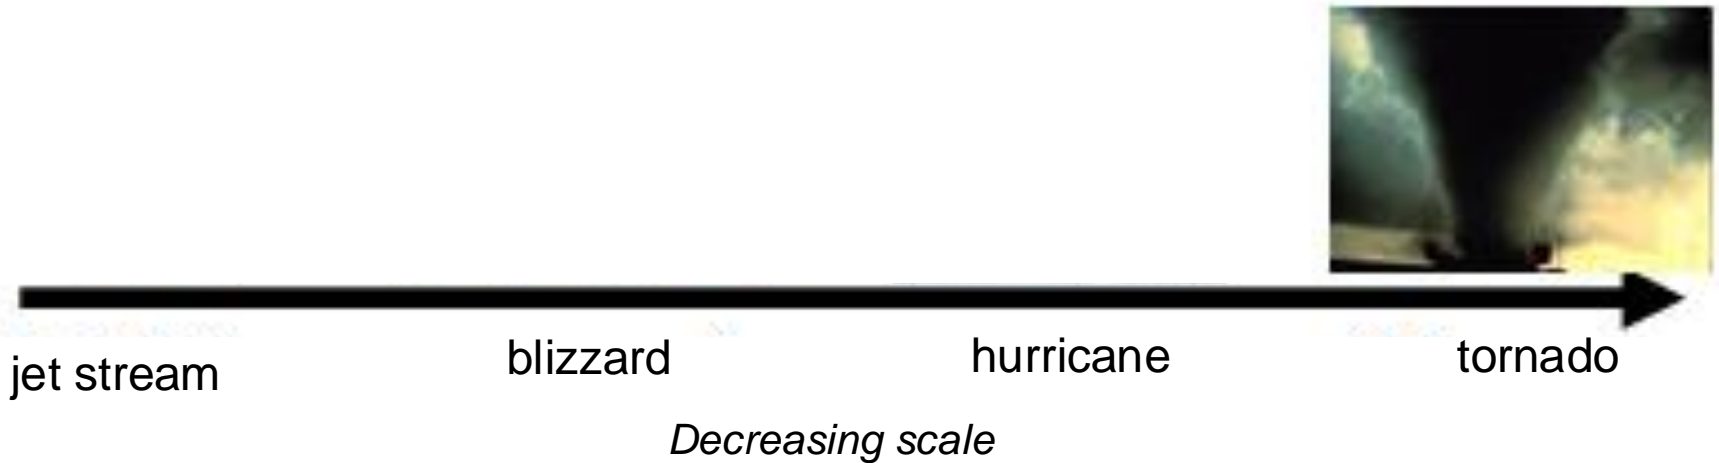 jet stream
blizzard
hurricane
tornado
Decreasing scale